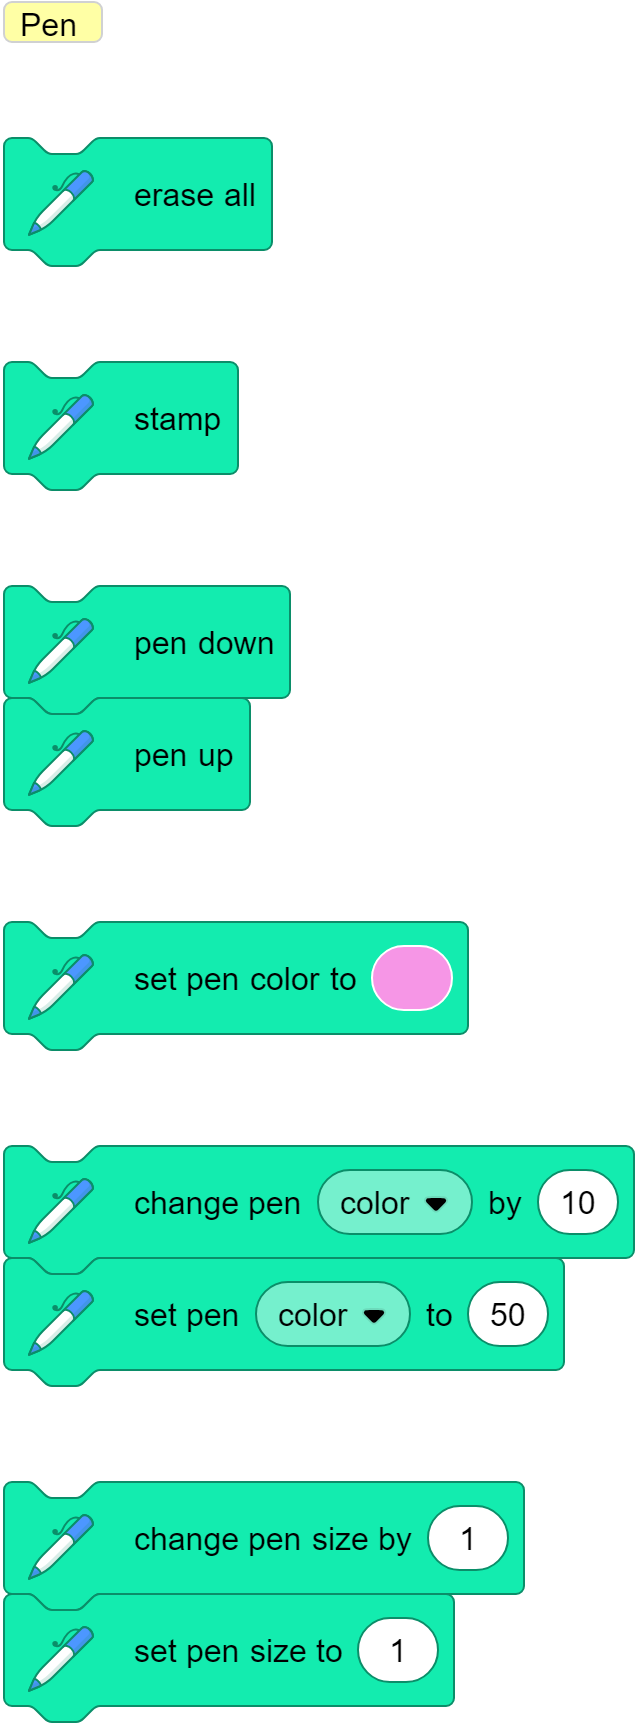 Pen
erase all
stamp
pen down
pen up
set pen color to
change pen color by 10
set pen color to 50
change pen size by 1
set pen size to 1